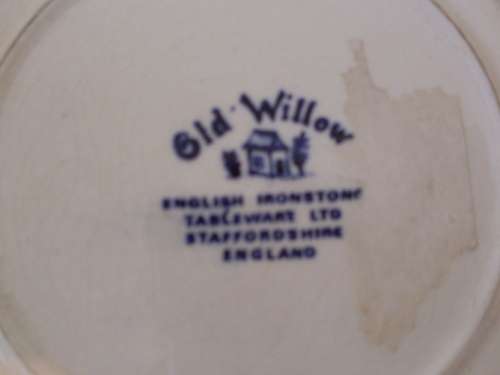 Old Willow
ENGLISH IRONSTONE
TABLEWARE LTD
STAFFORDSHIRE
ENGLAND